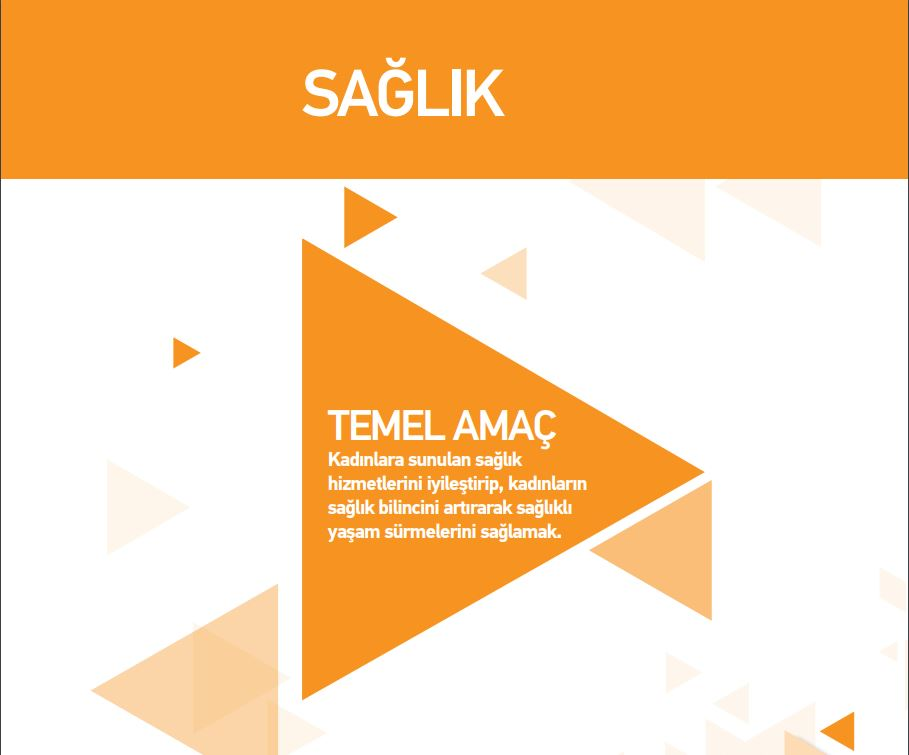 SAĞLIK
TEMEL AMAÇ
Kadınlara sunulan sağlık
hizmetlerini iyileştirip, kadınların
sağlık bilincini artırarak sağlıklı
yaşam sürmelerini sağlamak.